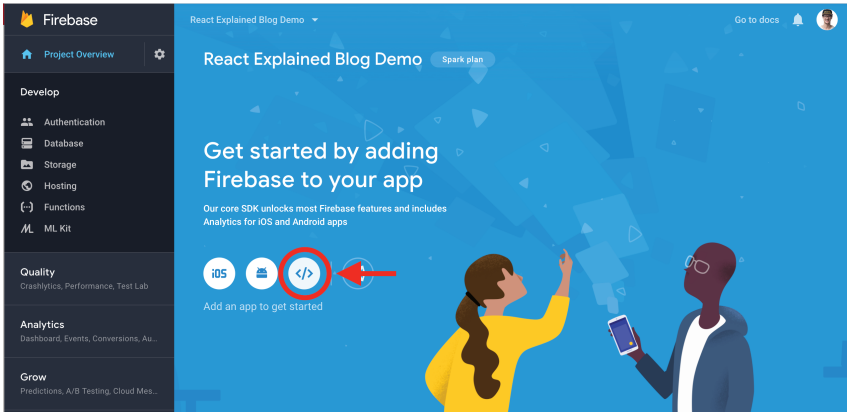 Firebase
React Explained Blog Demo
Go to docs
Project Overview
React Explained Blog Demo
Spark plan
Develop
Authentication
Database
Storage
Hosting
Functions
ML Kit
Get started by adding
Firebase to your app
Our core SDK unlocks most Firebase features and includes
Analytics for iOS and Android apps
iOS
</>
Add an app to get started
Quality
Crashlytics, Performance, Test Lab
Analytics
Dashboard, Events, Conversions, Au...
Grow
Predictions, A/B Testing, Cloud Mes...